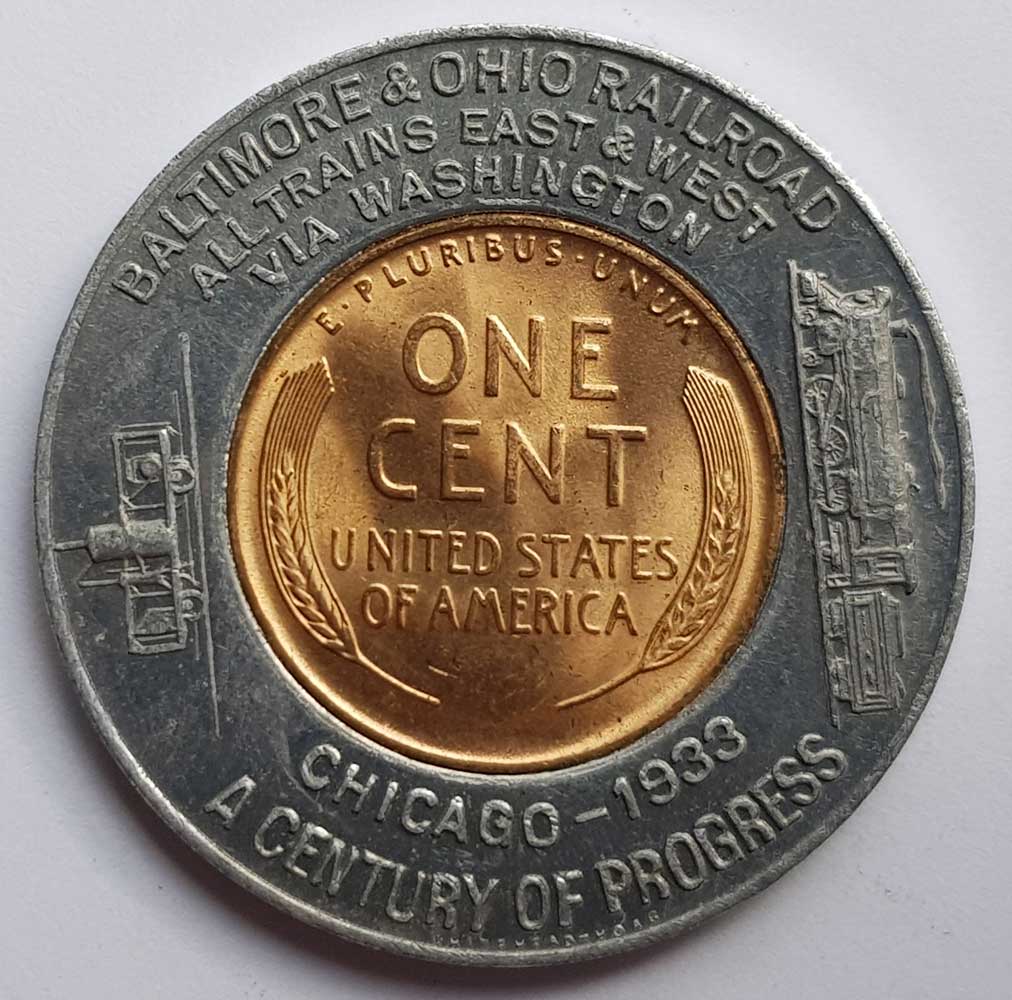 BALTIMORE & OHIO RAILROAD
ALL TRAINS EAST & WEST
VIA WASHINGTON
E · PLURIBUS · UNUM
ONE
CENT
UNITED STATES
OF AMERICA
CHICAGO - 1933
A CENTURY OF PROGRESS